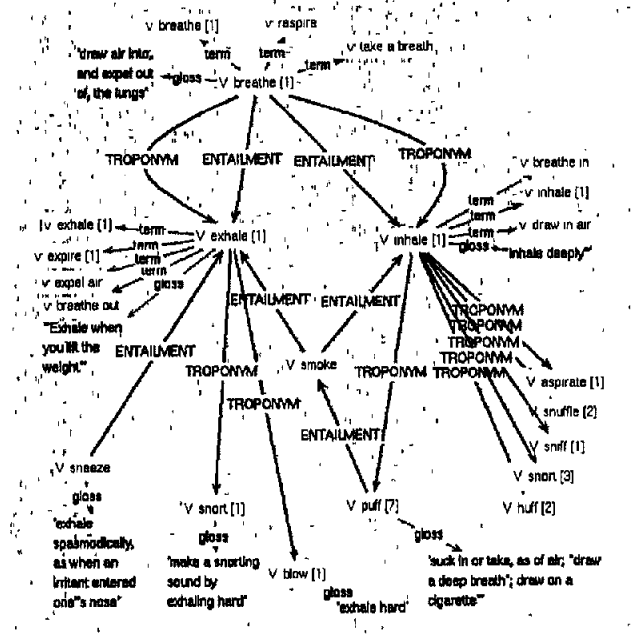 V breathe [1]
V respire
term
term
V take a breath
"draw air into,
and expel out
of, the lungs"
gloss
V breathe [1]
term
TROPONYM
ENTAILMENT
ENTAILMENT
TROPONYM
V breathe in
V inhale [1]
V draw in air
term
term
term
gloss
"inhale deeply"
V exhale [1]
term
V expire [1]
term
V expel air
term
term
V breathe out
gloss
"Exhale when
you lift the
weight."
V exhale [1]
V inhale [1]
ENTAILMENT
ENTAILMENT
ENTAILMENT
TROPONYM
TROPONYM
V smoke
TROPONYM
TROPONYM
TROPONYM
TROPONYM
TROPONYM
TROPONYM
V aspirate [1]
V snuffle [2]
V sniff [1]
V snort [3]
V huff [2]
ENTAILMENT
V sneeze
gloss
"exhale
spasmodically,
as when an
irritant entered
one"s nose"
V snort [1]
gloss
"make a snorting
sound by
exhaling hard"
V blow [1]
gloss
"exhale hard"
V puff [7]
gloss
"suck in or take, as of air; "draw
a deep breath"; draw on a
cigarette""